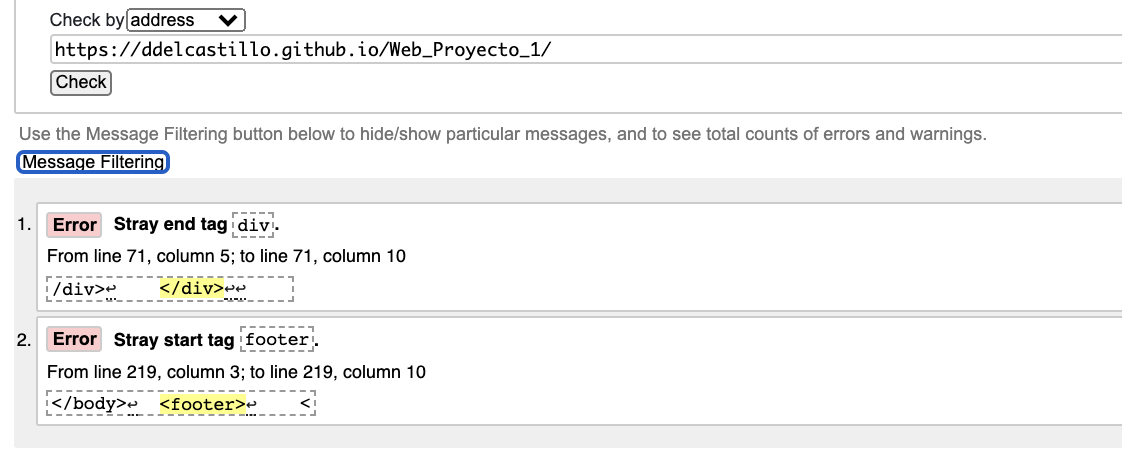 Check by address
https://ddelcastillo.github.io/Web_Proyecto_1/
Check
Use the Message Filtering button below to hide/show particular messages, and to see total counts of errors and warnings.
Message Filtering
1. Error Stray end tag div.
From line 71, column 5; to line 71, column 10
/div>↩ </div>↩↩
2. Error Stray start tag footer.
From line 219, column 3; to line 219, column 10
</body>↩ <footer>↩ <